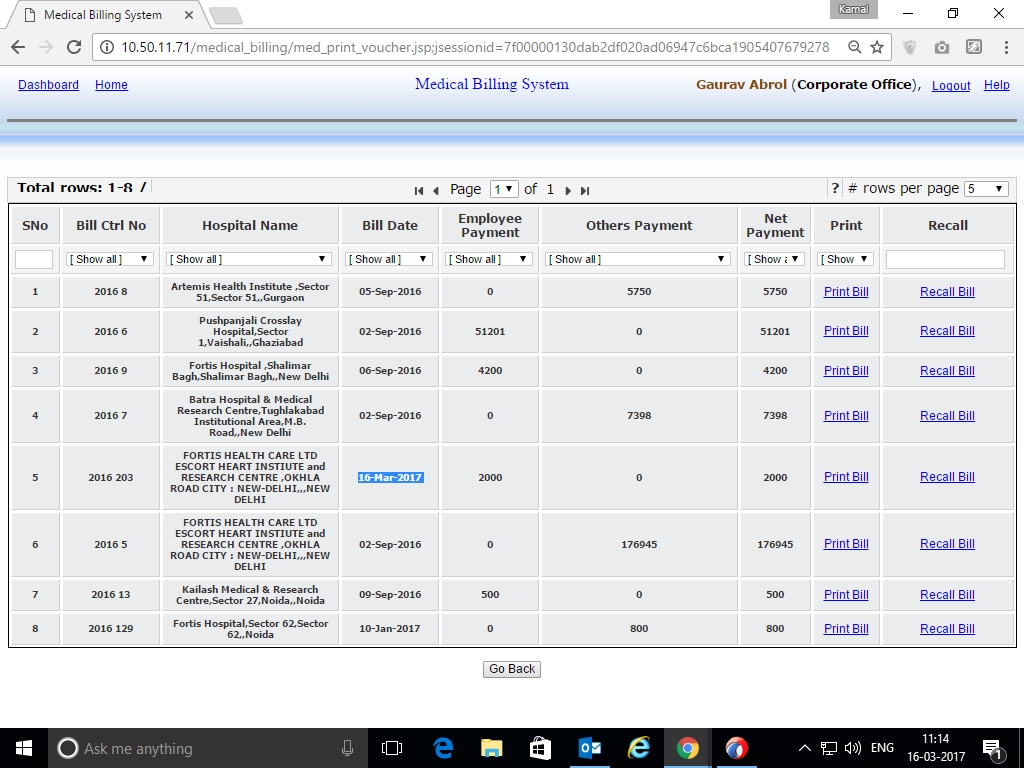 Medical Billing System
Kamal
10.50.11.71/medical_billing/med_print_voucher.jsp;jsessionid=7f00000130dab2df020ad06947c6bca1905407679278
Dashboard Home Medical Billing System Gaurav Abrol (Corporate Office), Logout Help
Total rows: 1-8 / Page 1 of 1 ? # rows per page 5
SNo Bill Ctrl No Hospital Name Bill Date Employee Payment Others Payment Net Payment Print Recall
[ Show all ] [ Show all ] [ Show all ] [ Show all ] [ Show all ] [ Show a [ Show
1 2016 8 Artemis Health Institute ,Sector 05-Sep-2016 0 5750 5750 Print Bill Recall Bill
51,Sector 51,,Gurgaon
Pushpanjali Crosslay
2 2016 6 Hospital,Sector 02-Sep-2016 51201 0 51201 Print Bill Recall Bill
1,Vaishali,,Ghaziabad
3 2016 9 Fortis Hospital ,Shalimar 06-Sep-2016 4200 0 4200 Print Bill Recall Bill
Bagh,Shalimar Bagh,,New Delhi
Batra Hospital & Medical
Research Centre,Tughlakabad
4 2016 7 Institutional Area,M.B. 02-Sep-2016 0 7398 7398 Print Bill Recall Bill
Road,,New Delhi
FORTIS HEALTH CARE LTD
ESCORT HEART INSTIUTE and
5 2016 203 RESEARCH CENTRE ,OKHLA 16-Mar-2017 2000 0 2000 Print Bill Recall Bill
ROAD CITY : NEW-DELHI,,,NEW
DELHI
FORTIS HEALTH CARE LTD
ESCORT HEART INSTIUTE and
6 2016 5 RESEARCH CENTRE ,OKHLA 02-Sep-2016 0 176945 176945 Print Bill Recall Bill
ROAD CITY : NEW-DELHI,,,NEW
DELHI
7 2016 13 Kailash Medical & Research 09-Sep-2016 500 0 500 Print Bill Recall Bill
Centre,Sector 27,Noida,,Noida
8 2016 129 Fortis Hospital,Sector 62,Sector 10-Jan-2017 0 800 800 Print Bill Recall Bill
62,,Noida
Go Back
Ask me anything ENG 11:14
16-03-2017 1